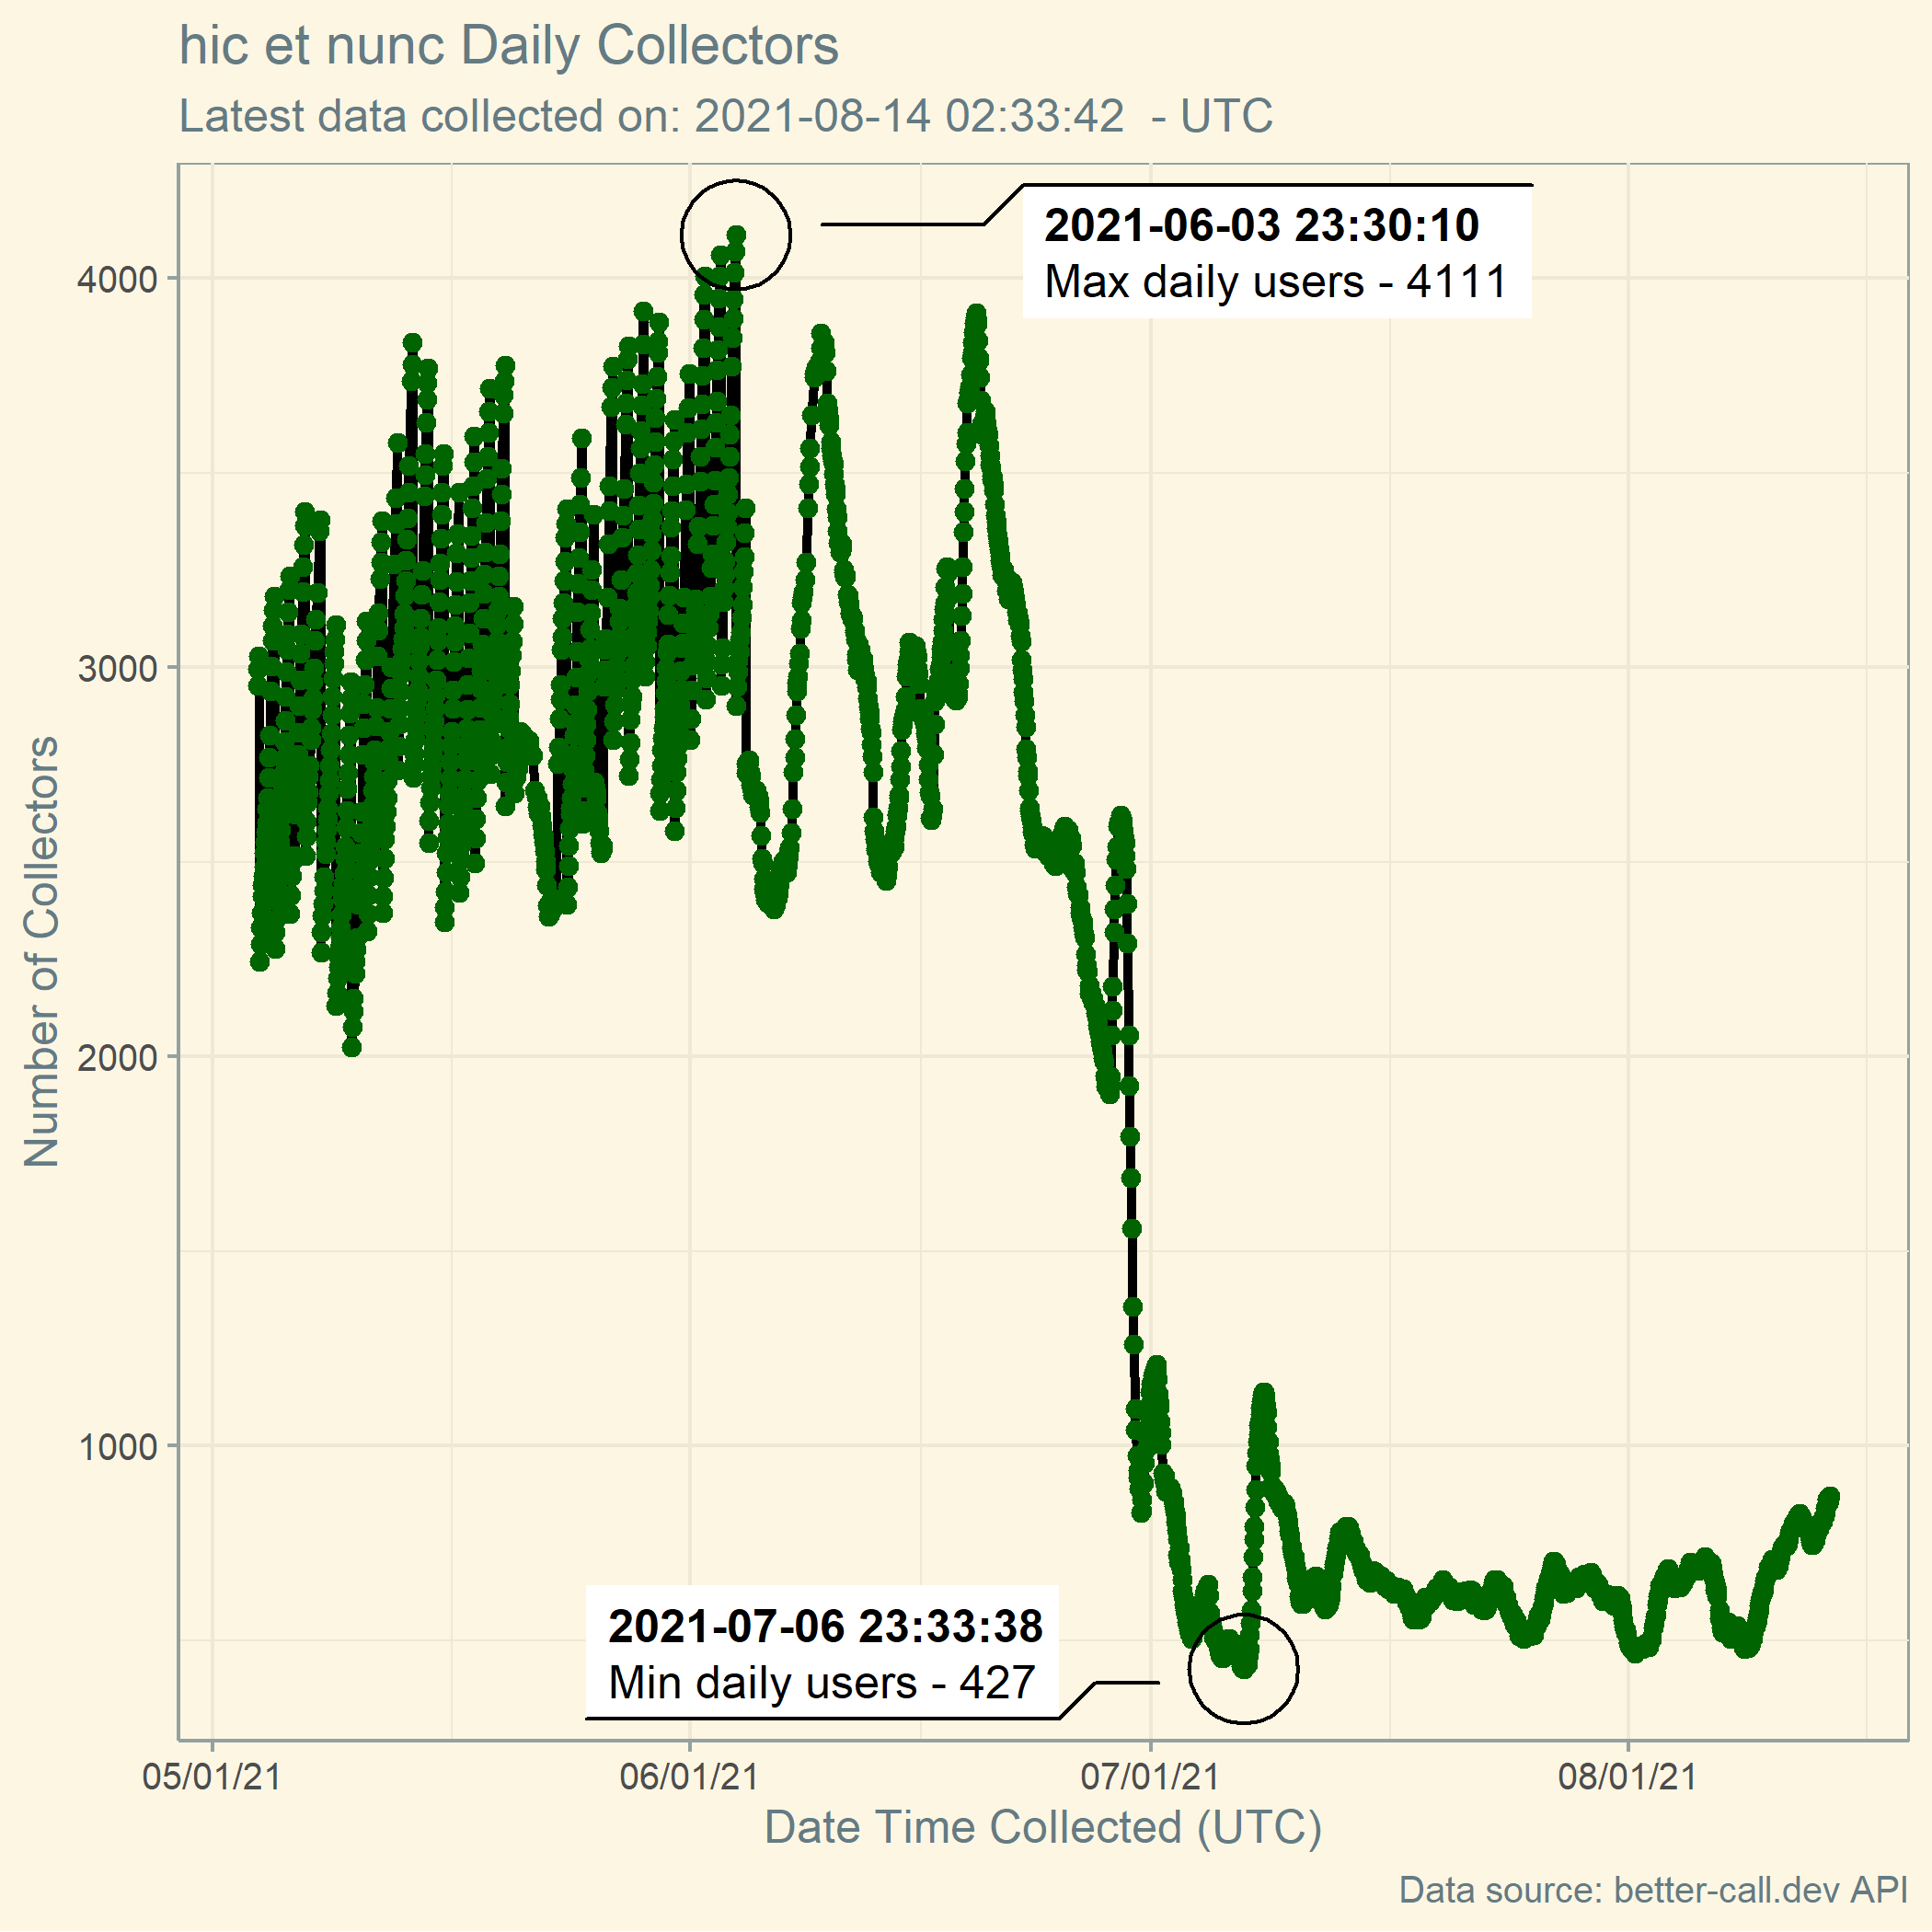 hic et nunc Daily Collectors
Latest data collected on: 2021-08-14 02:33:42  - UTC
2021-06-03 23:30:10
Max daily users - 4111
4000
3000
2000
1000
Number of Collectors
2021-07-06 23:33:38
Min daily users - 427
05/01/21
06/01/21
07/01/21
08/01/21
Date Time Collected (UTC)
Data source: better-call.dev API